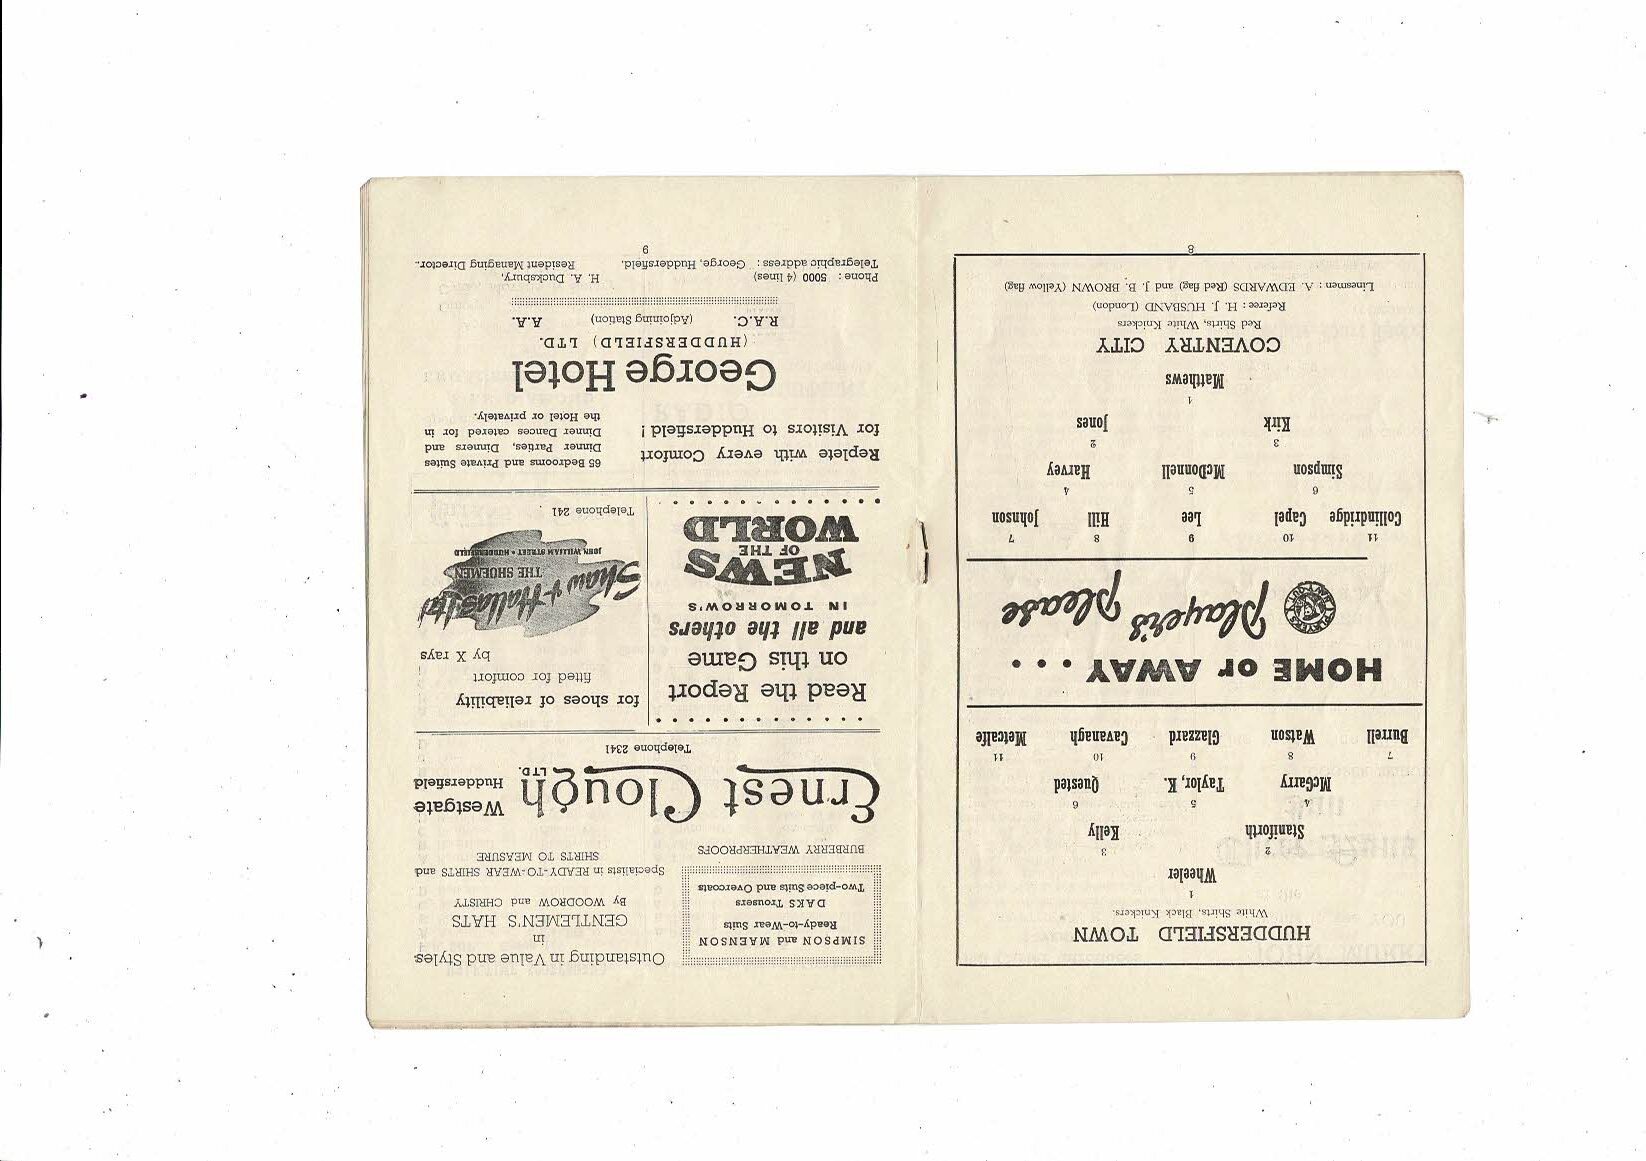 HUDDERSFIELD TOWN
White Shirts, Black Knickers.
1
Wheeler
2 3
Staniforth Kelly
4 5 6
McGarry Taylor, K. Quested
7 8 9 10 11
Burrell Watson Glazzard Cavanagh Metcalfe
HOME or AWAY . . .
PLAYER'S
NAVY CUT
Player's Please
11 10 9 8 7
Collindridge Capel Lee Hill Johnson
6 5 4
Simpson McDonnell Harvey
3 2
Kirk Jones
1
Matthews
COVENTRY CITY
Red Shirts, White Knickers
Referee : H. J. HUSBAND (London)
Linesmen : A. EDWARDS (Red flag) and J. B. BROWN (Yellow flag)
8
SIMPSON and MAENSON
Ready-to-Wear Suits
DAKS Trousers
Two-piece Suits and Overcoats
BURBERRY WEATHERPROOFS
Outstanding in Value and Styles
in
GENTLEMEN'S HATS
By WOODROW and CHRISTY
Specialists in READY-TO-WEAR SHIRTS and
SHIRTS TO MEASURE
Ernest Clough LTD.
Westgate
Huddersfield
Telephone 2341
Read the Report
on this Game
and all the others
IN TOMORROW'S
NEWS
OF THE
WORLD
for shoes of reliability
fitted for comfort
by X rays
Shaw & Hallas Ltd
THE SHOEMEN
JOHN WILLIAM STREET • HUDDERSFIELD
Telephone 241
Replete with every Comfort
for Visitors to Huddersfield !
65 Bedrooms and Private Suites
Dinner Parties, Dinners and
Dinner Dances catered for in
the Hotel or privately.
George Hotel
(HUDDERSFIELD) LTD.
R.A.C. (Adjoining Station) A.A.
Phone : 5000 (4 lines) H. A. Ducksbury,
Telegraphic address : George, Huddersfield. Resident Managing Director.
9